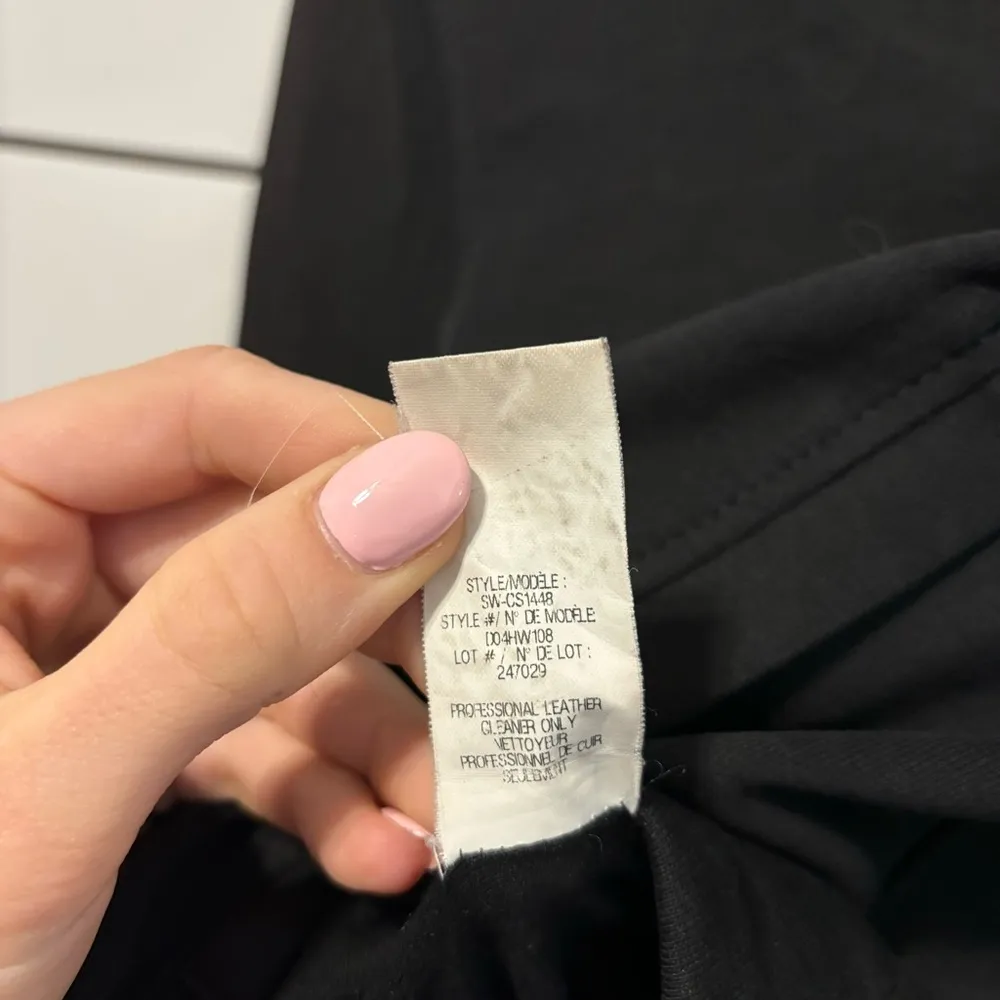 STYLE/MODÈLE :
SW-CS1448
STYLE #/ N° DE MODÈLE
D04HW108
LOT # / N° DE LOT :
247029
PROFESSIONAL LEATHER
CLEANER ONLY
NETTOYEUR
PROFESSIONNEL DE CUIR
SEULEMENT